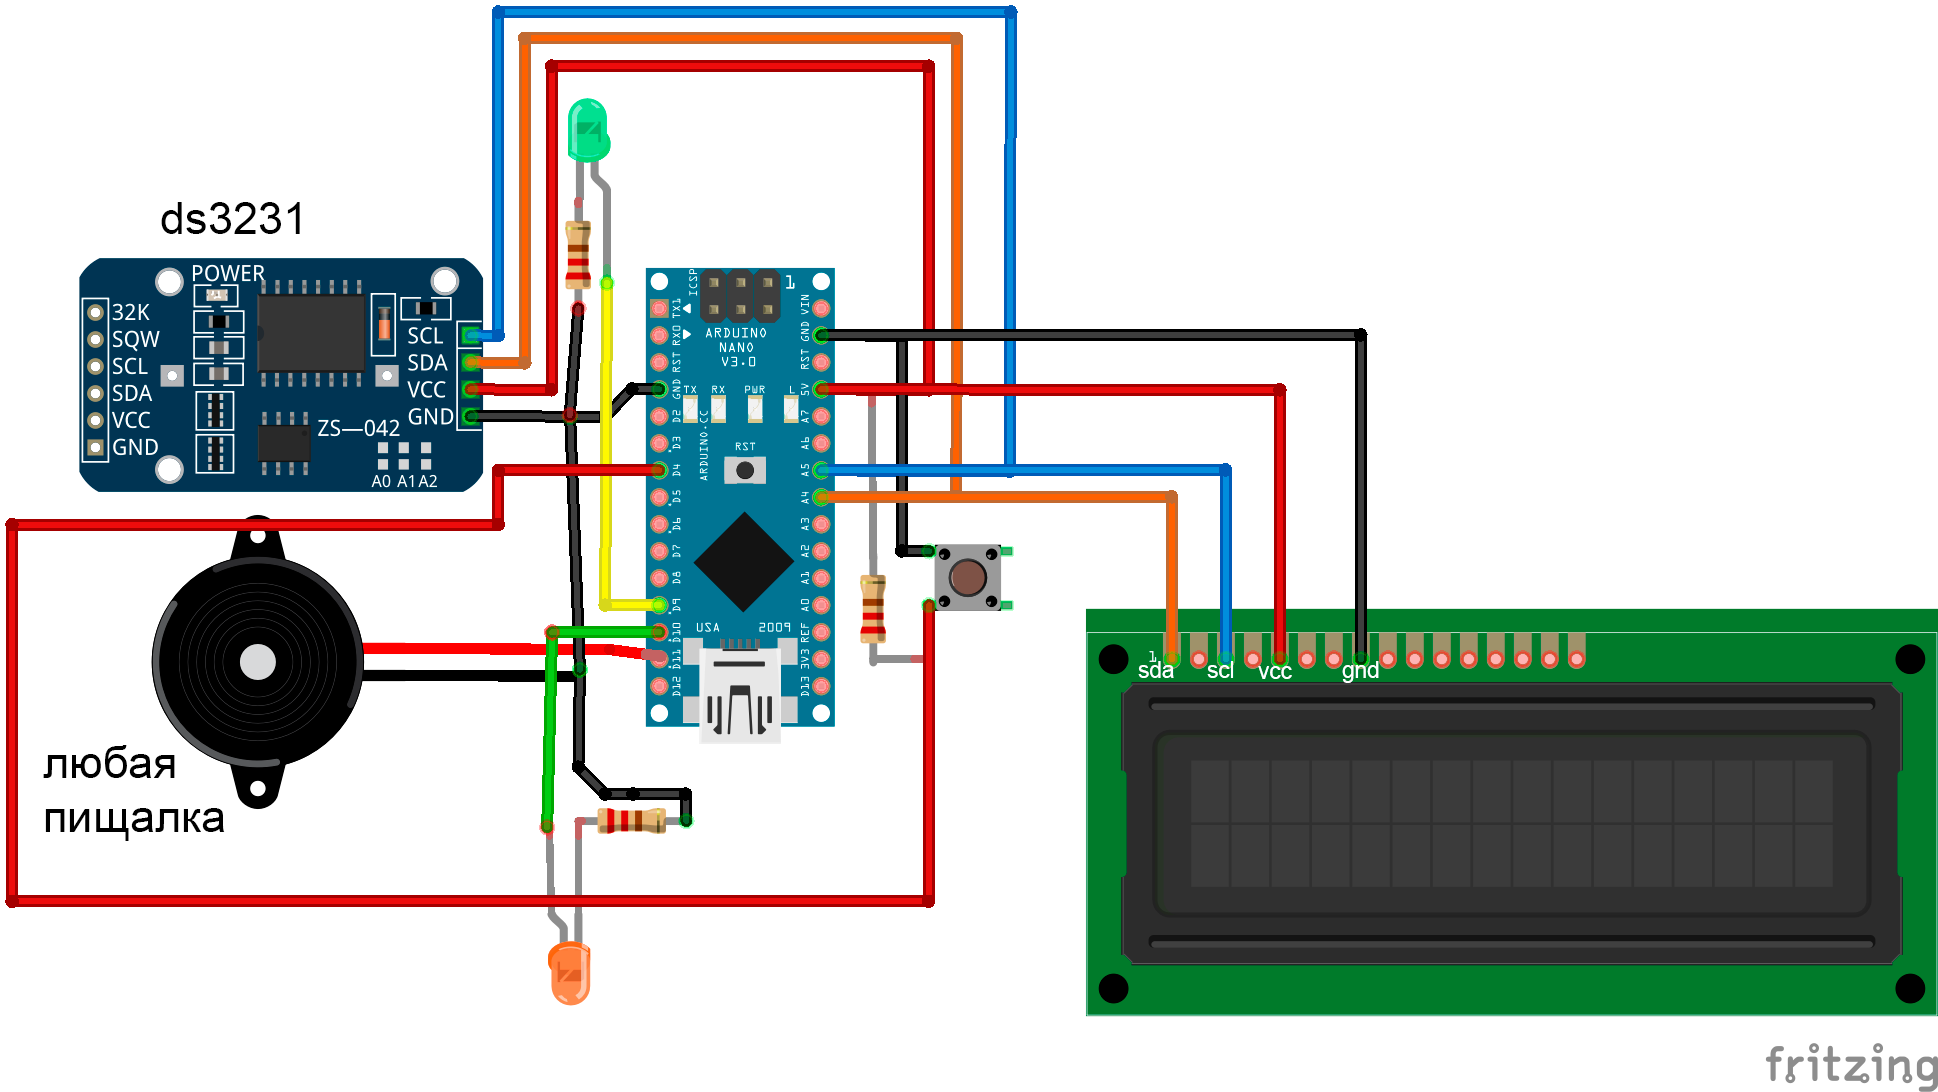 ds3231
POWER
32K
SQW
SCL
SDA
VCC
GND
SCL
SDA
VCC
GND
ZS—042
A0 A1 A2
любая
пищалка
ICSP
1
ARDUINO
NANO
V3.0
TX RX PWR L
RST
ARDUINO.CC
USA 2009
TX1
RX0
RST
GND
D2
D3
D4
D5
D6
D7
D8
D9
D10
D11
D12
VIN
GND
RST
5V
A7
A6
A5
A4
A3
A2
A1
A0
REF
3V3
D13
1
sda scl vcc gnd
fritzing